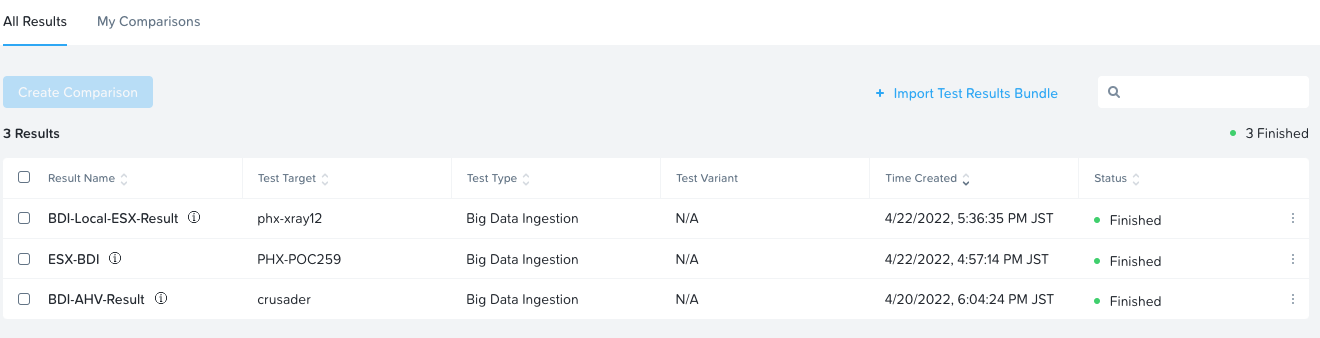 All Results My Comparisons
Create Comparison + Import Test Results Bundle
3 Results 3 Finished
Result Name Test Target Test Type Test Variant Time Created Status
BDI-Local-ESX-Result phx-xray12 Big Data Ingestion N/A 4/22/2022, 5:36:35 PM JST Finished
ESX-BDI PHX-POC259 Big Data Ingestion N/A 4/22/2022, 4:57:14 PM JST Finished
BDI-AHV-Result crusader Big Data Ingestion N/A 4/20/2022, 6:04:24 PM JST Finished